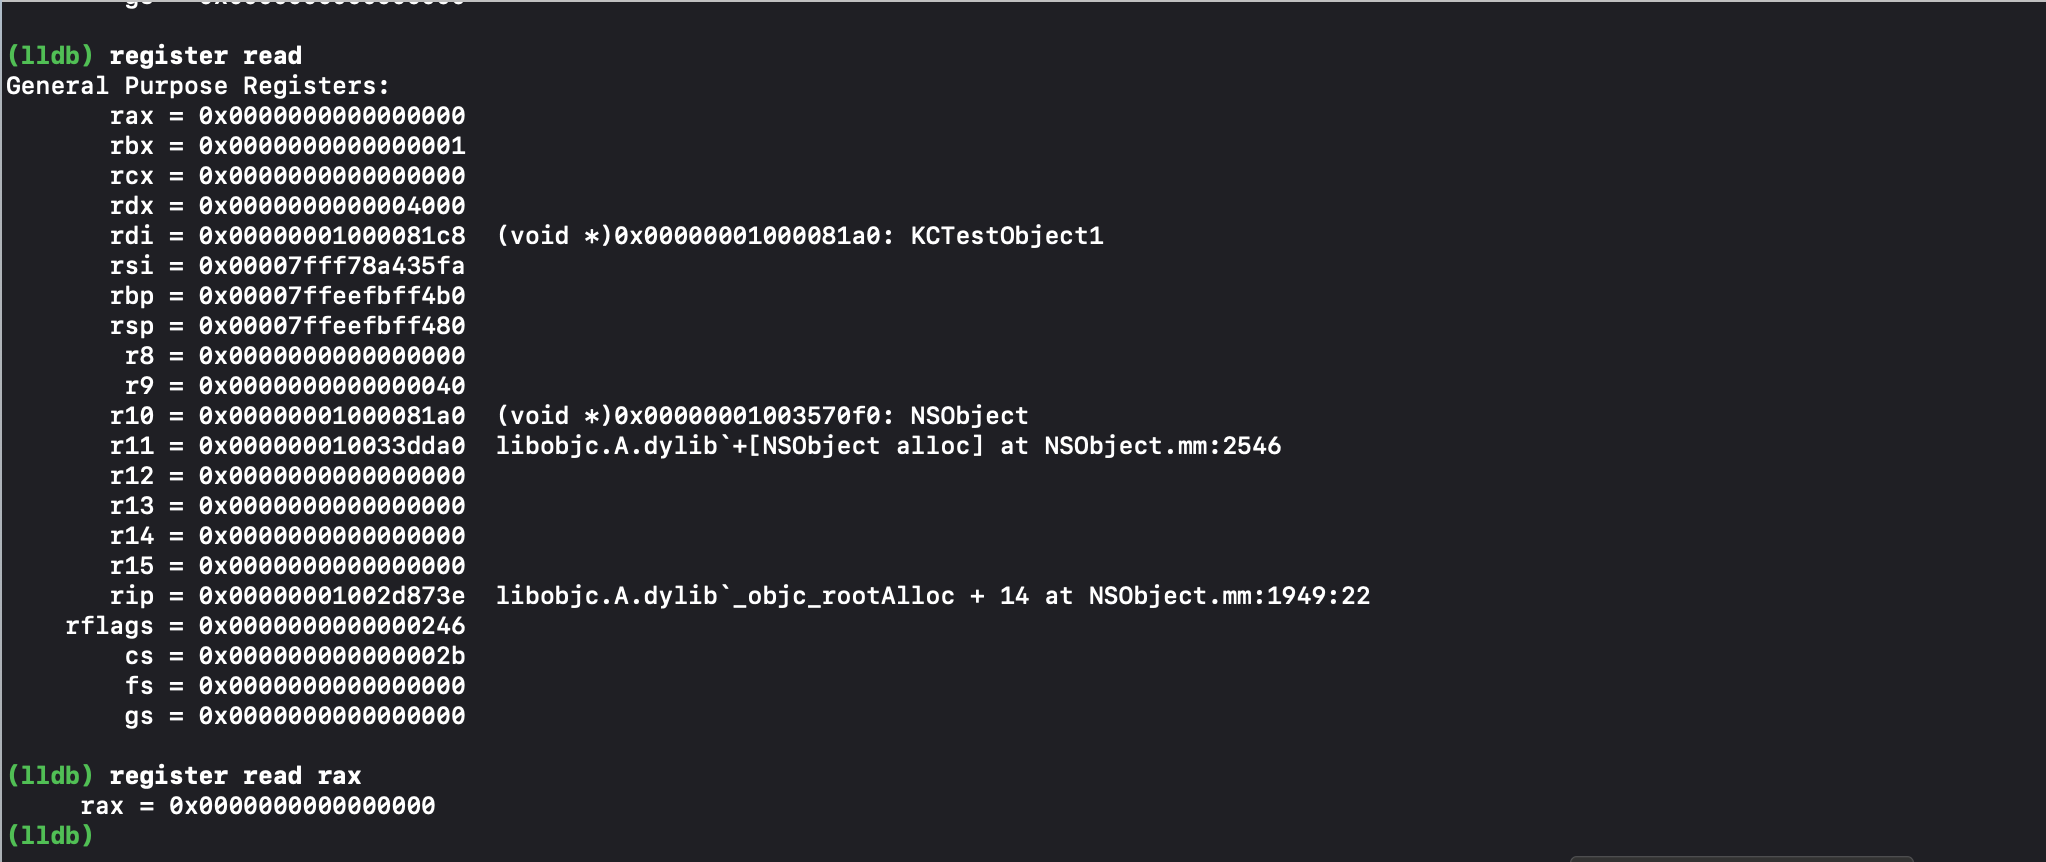 (lldb) register read
General Purpose Registers:
rax = 0x0000000000000000
rbx = 0x0000000000000001
rcx = 0x0000000000000000
rdx = 0x0000000000004000
rdi = 0x00000001000081c8  (void *)0x00000001000081a0: KCTestObject1
rsi = 0x00007fff78a435fa
rbp = 0x00007ffeefbff4b0
rsp = 0x00007ffeefbff480
r8 = 0x0000000000000000
r9 = 0x0000000000000040
r10 = 0x00000001000081a0  (void *)0x00000001003570f0: NSObject
r11 = 0x000000010033dda0  libobjc.A.dylib`+[NSObject alloc] at NSObject.mm:2546
r12 = 0x0000000000000000
r13 = 0x0000000000000000
r14 = 0x0000000000000000
r15 = 0x0000000000000000
rip = 0x00000001002d873e  libobjc.A.dylib`_objc_rootAlloc + 14 at NSObject.mm:1949:22
rflags = 0x0000000000000246
cs = 0x000000000000002b
fs = 0x0000000000000000
gs = 0x0000000000000000
(lldb) register read rax
rax = 0x0000000000000000
(lldb)